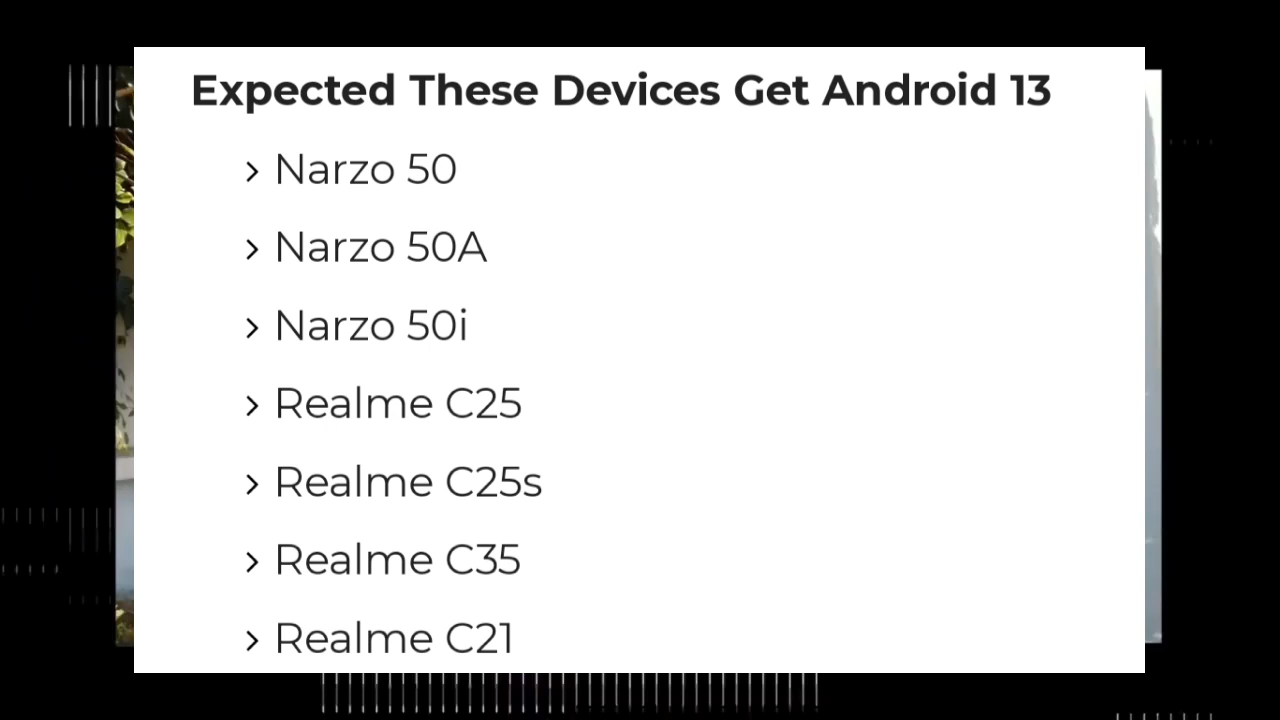 Expected These Devices Get Android 13
› Narzo 50
› Narzo 50A
› Narzo 50i
› Realme C25
› Realme C25s
› Realme C35
› Realme C21